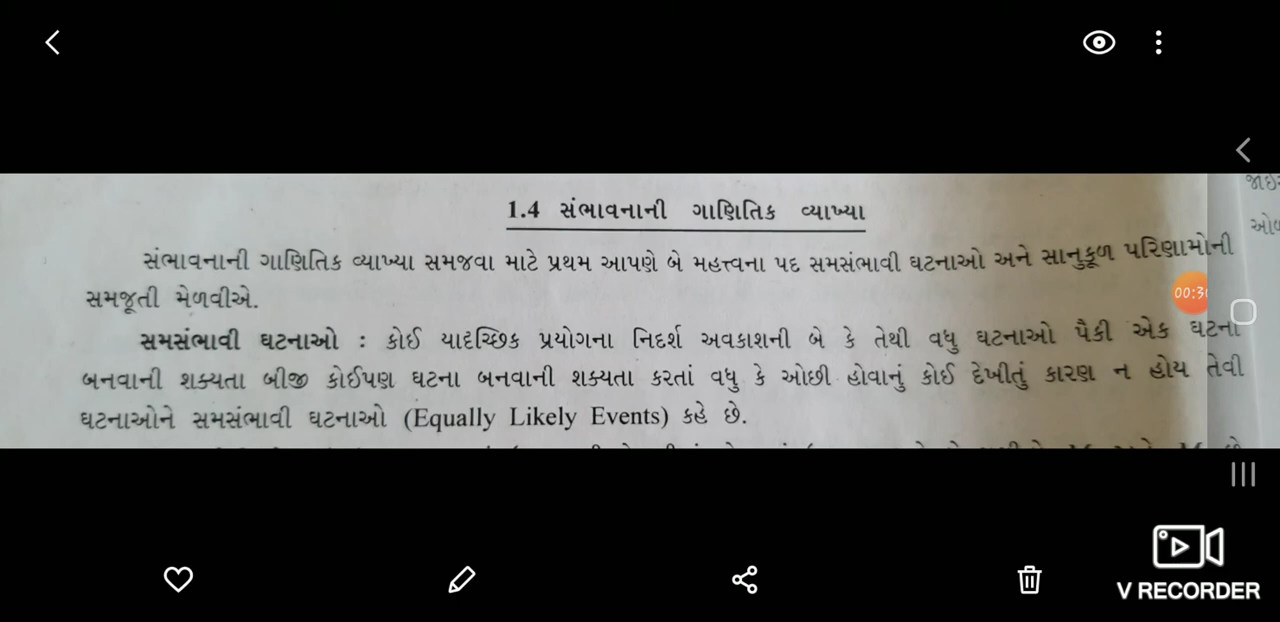 1.4 સંભાવનાની ગાણિતિક વ્યાખ્યા
સંભાવનાની ગાણિતિક વ્યાખ્યા સમજવા માટે પ્રથમ આપણે બે મહત્ત્વના પદ સમસંભાવી ઘટનાઓ અને સાનુકૂળ પરિણામોની
સમજૂતી મેળવીએ.
00:30
સમસંભાવી ઘટનાઓ : કોઈ યાદચ્છિક પ્રયોગના નિદર્શ અવકાશની બે કે તેથી વધુ ઘટનાઓ પૈકી એક ઘટના
બનવાની શક્યતા બીજી કોઈપણ ઘટના બનવાની શક્યતા કરતાં વધુ કે ઓછી હોવાનું કોઈ દેખીતું કારણ ન હોય તેવી
ઘટનાઓને સમસંભાવી ઘટનાઓ (Equally Likely Events) કહે છે.
V RECORDER